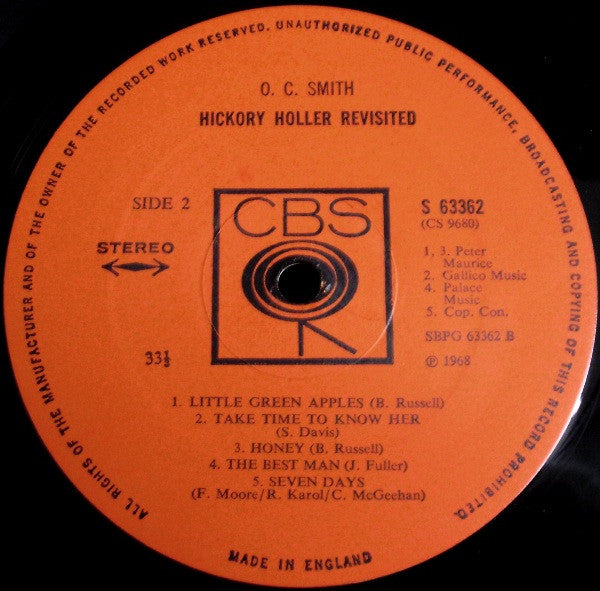 ALL RIGHTS OF THE MANUFACTURER AND OF THE OWNER OF THE RECORDED WORK RESERVED. UNAUTHORIZED PUBLIC PERFORMANCE, BROADCASTING AND COPYING OF THIS RECORD PROHIBITED.
O. C. SMITH
HICKORY HOLLER REVISITED
SIDE 2
STEREO
33⅓
CBS
S 63362
(CS 9680)
1, 3. Peter
Maurice
2. Gallico Music
4. Palace
Music
5. Cop. Con.
SBPG 63362 B
℗ 1968
1. LITTLE GREEN APPLES (B. Russell)
2. TAKE TIME TO KNOW HER
(S. Davis)
3. HONEY (B. Russell)
4. THE BEST MAN (J. Fuller)
5. SEVEN DAYS
(F. Moore/R. Karol/C. McGeehan)
MADE IN ENGLAND